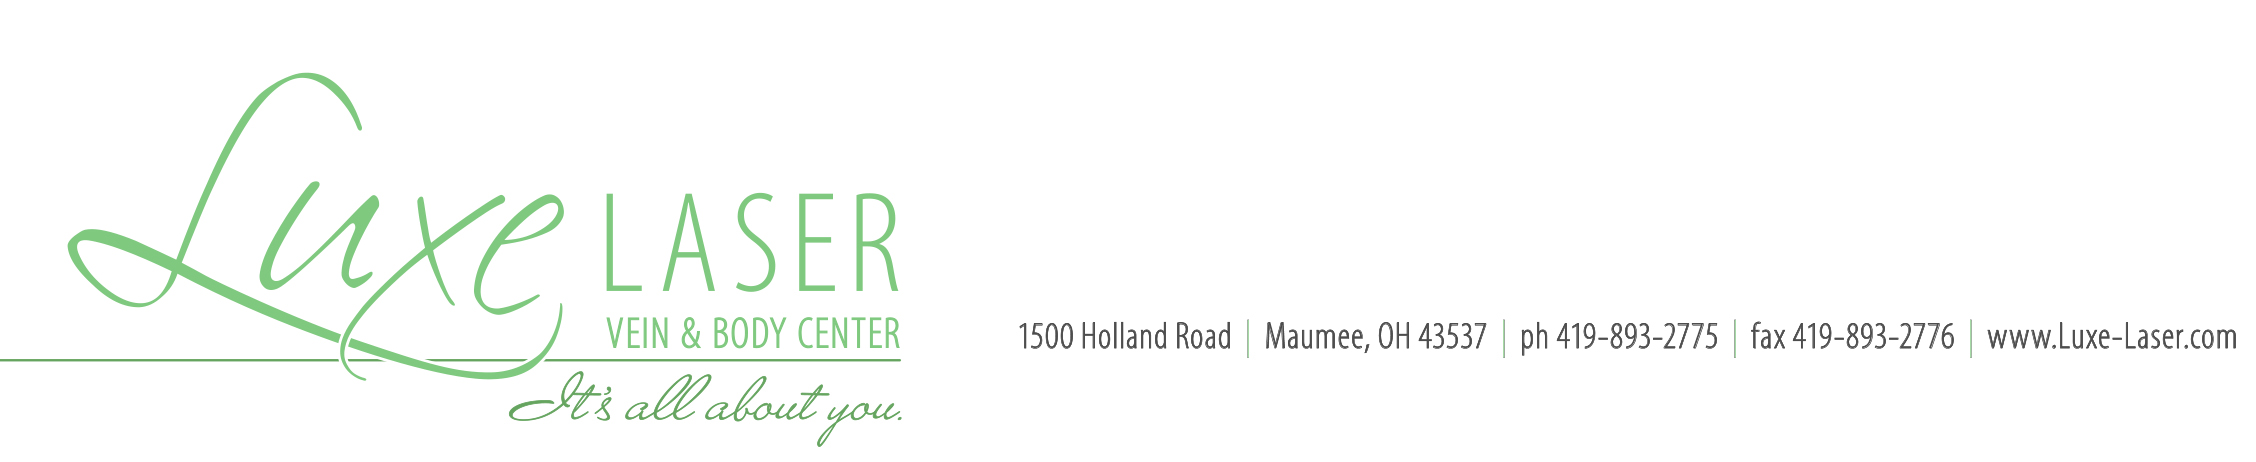 Luxe LASER
VEIN & BODY CENTER
It's all about you.
1500 Holland Road | Maumee, OH 43537 | ph 419-893-2775 | fax 419-893-2776 | www.Luxe-Laser.com